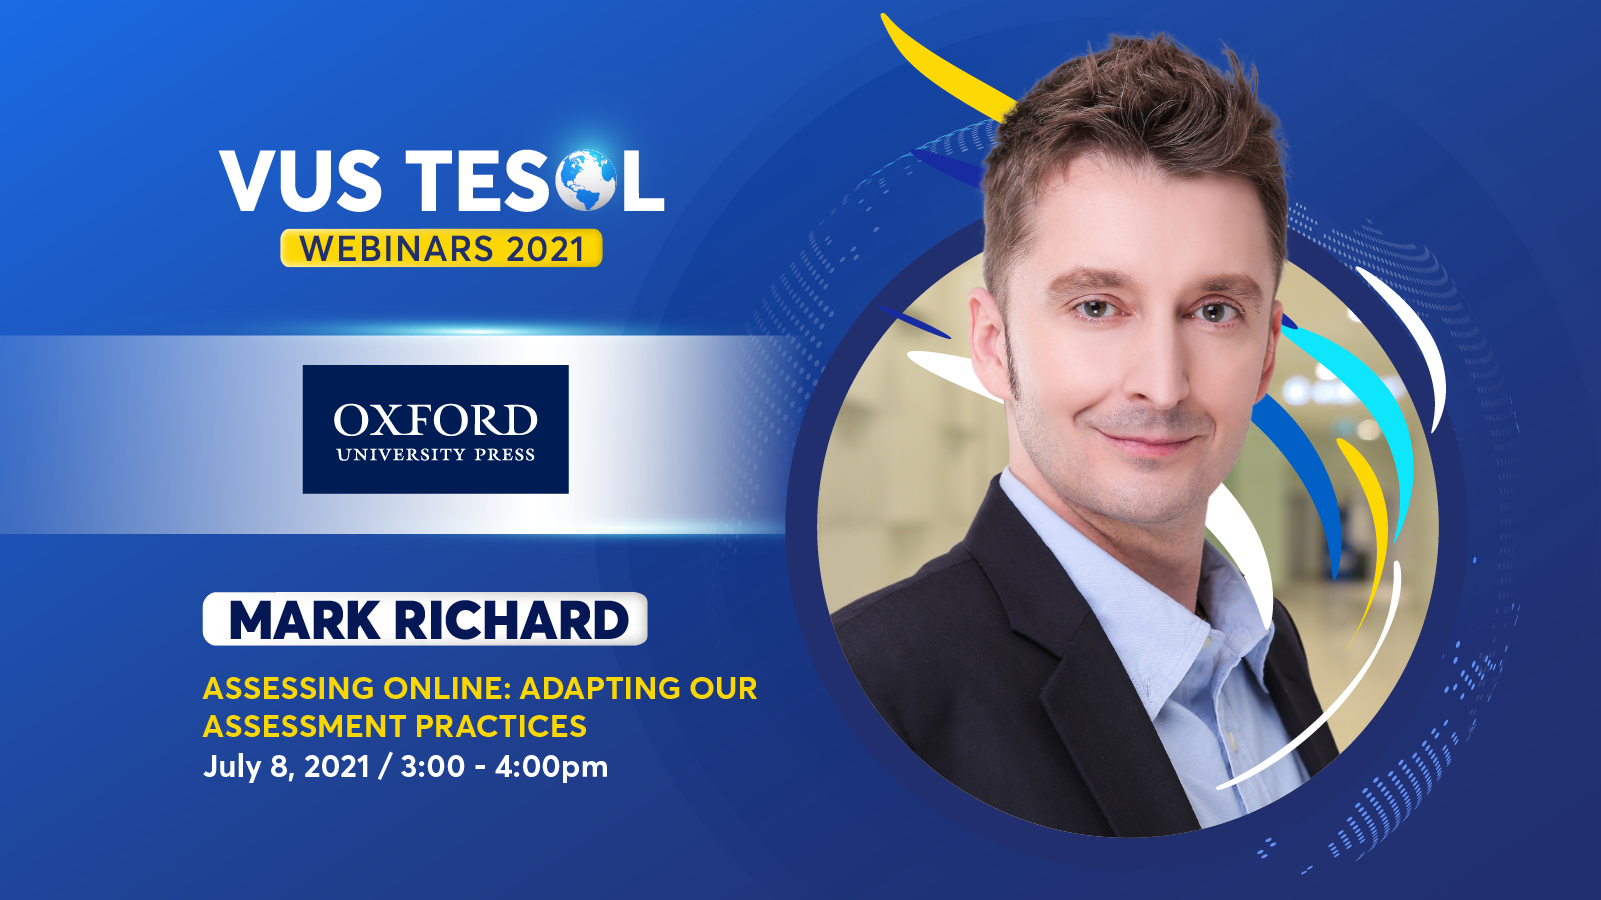 VUS TESOL
WEBINARS 2021
OXFORD
UNIVERSITY PRESS
MARK RICHARD
ASSESSING ONLINE: ADAPTING OUR
ASSESSMENT PRACTICES
July 8, 2021 / 3:00 - 4:00pm